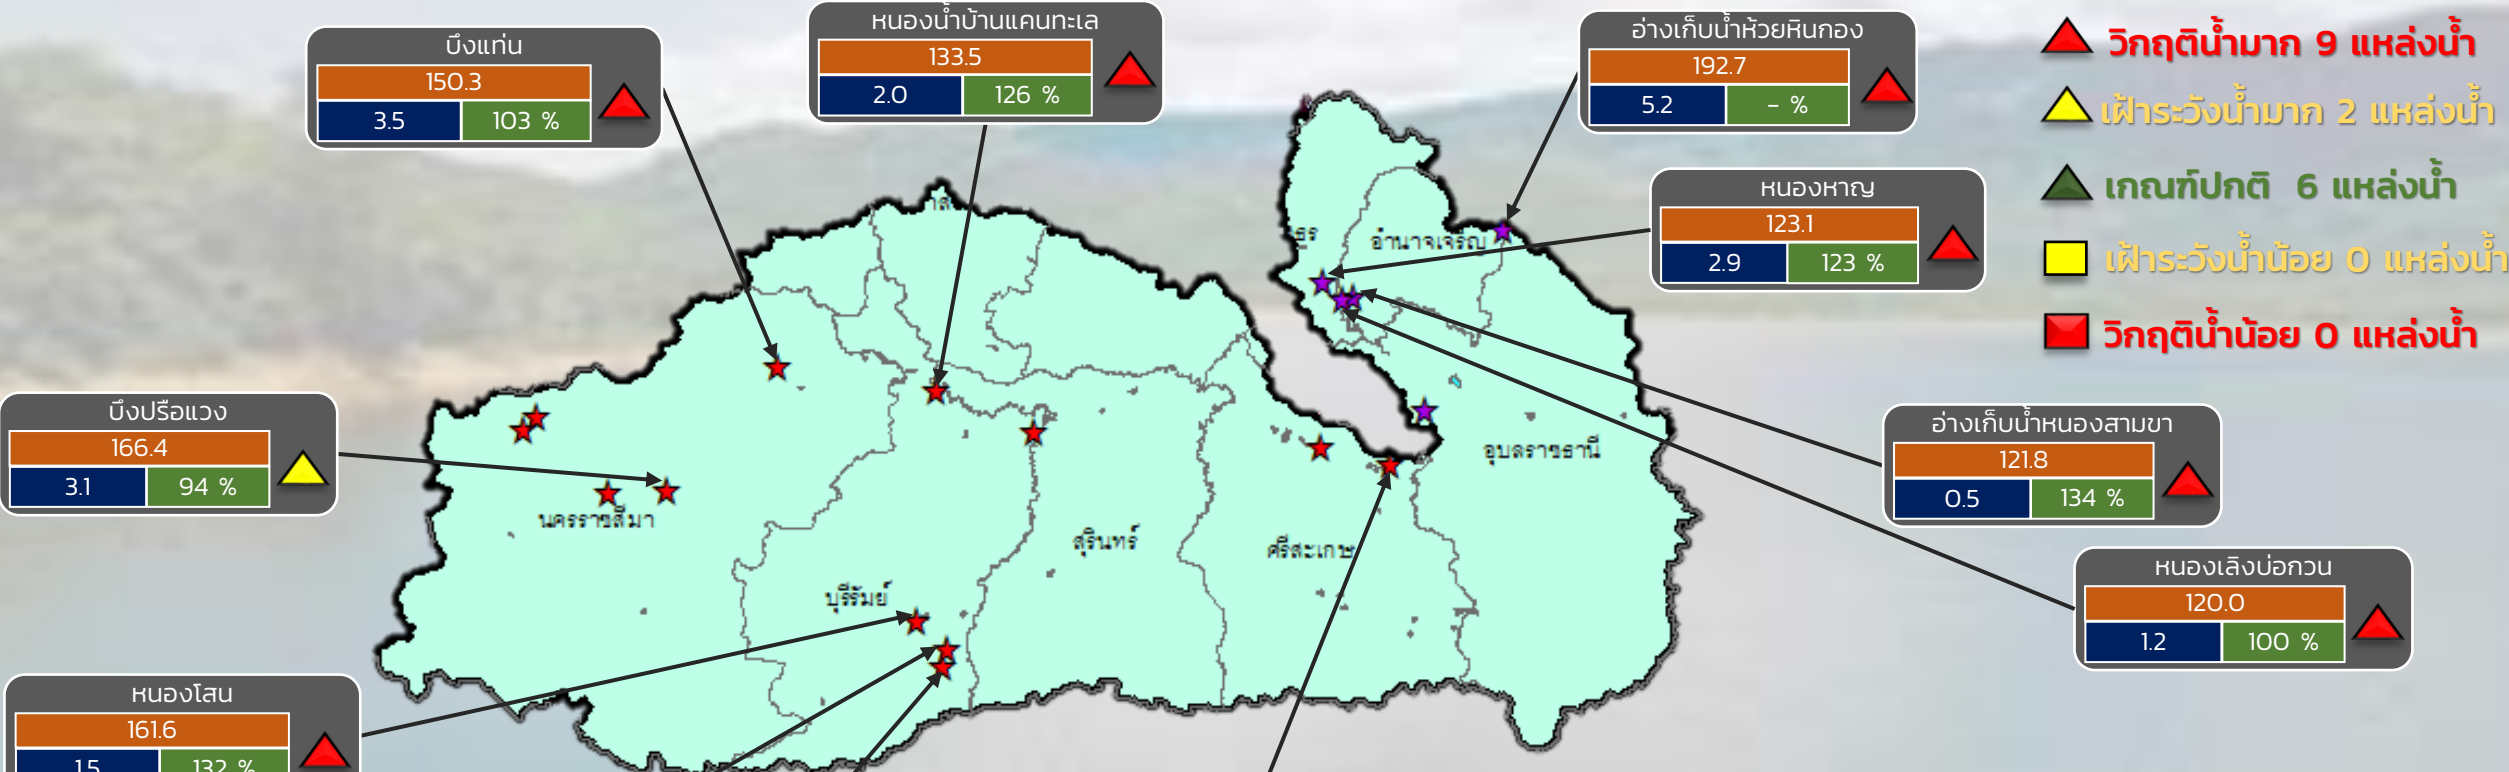 หนองน้ำบ้านแคนทะเล
133.5
2.0 126 %
อ่างเก็บน้ำห้วยหินกอง
192.7
5.2 - %
วิกฤติน้ำมาก 9 แหล่งน้ำ
เฝ้าระวังน้ำมาก 2 แหล่งน้ำ
เกณฑ์ปกติ 6 แหล่งน้ำ
เฝ้าระวังน้ำน้อย 0 แหล่งน้ำ
วิกฤติน้ำน้อย 0 แหล่งน้ำ
บึงแท่น
150.3
3.5 103 %
หนองหาญ
123.1
2.9 123 %
อำนาจเจริญ
บึงปรือแวง
166.4
3.1 94 %
อ่างเก็บน้ำหนองสามขา
121.8
0.5 134 %
อุบลราชธานี
นครราชสีมา
สุรินทร์
ศรีสะเกษ
บุรีรัมย์
หนองเลิงบ่อกวน
120.0
1.2 100 %
หนองโสน
161.6
1.5 132 %